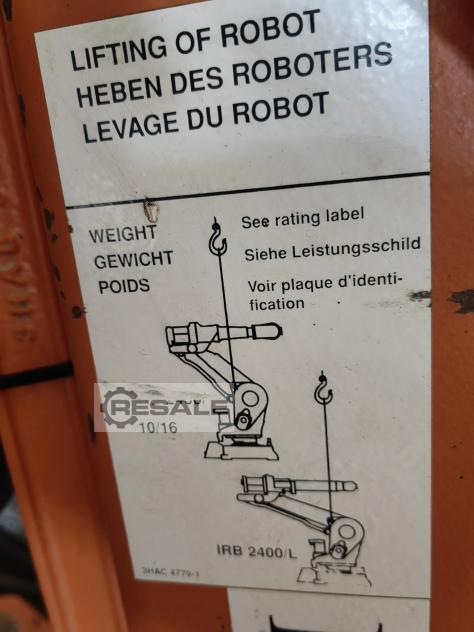 LIFTING OF ROBOT
HEBEN DES ROBOTERS
LEVAGE DU ROBOT
WEIGHT
GEWICHT
POIDS
See rating label
Siehe Leistungsschild
Voir plaque d'identi-
fication
RESALE
10/16
IRB 2400/L
3HAC 4779-1